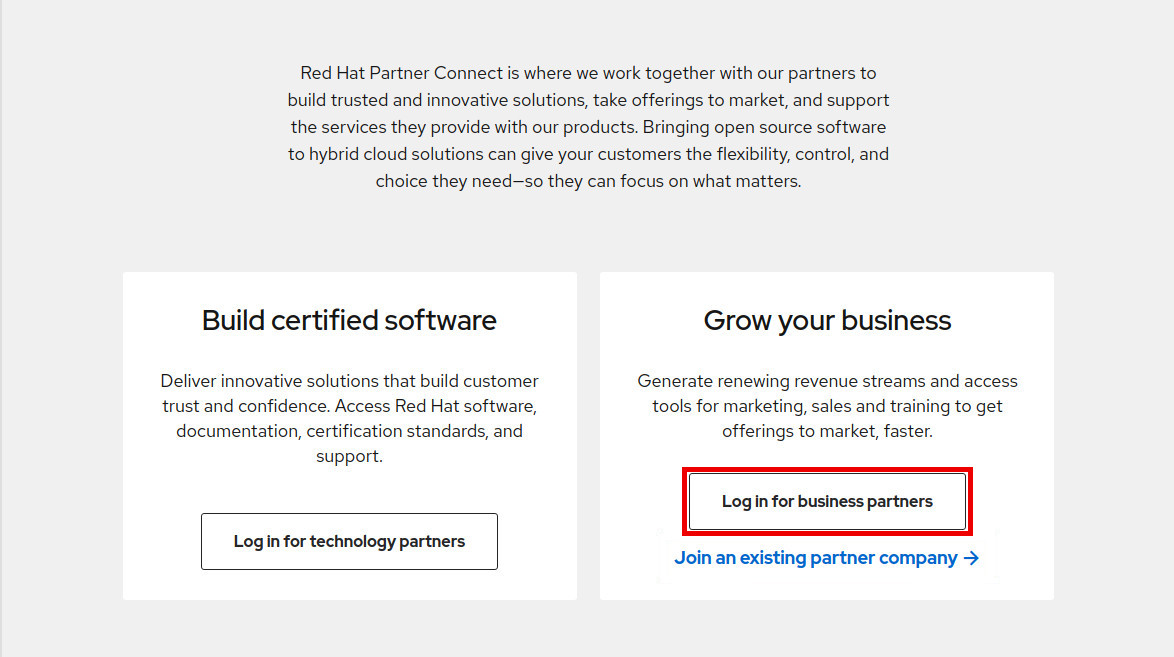 Red Hat Partner Connect is where we work together with our partners to
build trusted and innovative solutions, take offerings to market, and support
the services they provide with our products. Bringing open source software
to hybrid cloud solutions can give your customers the flexibility, control, and
choice they need—so they can focus on what matters.
Build certified software
Deliver innovative solutions that build customer
trust and confidence. Access Red Hat software,
documentation, certification standards, and
support.
Log in for technology partners
Grow your business
Generate renewing revenue streams and access
tools for marketing, sales and training to get
offerings to market, faster.
Log in for business partners
Join an existing partner company →